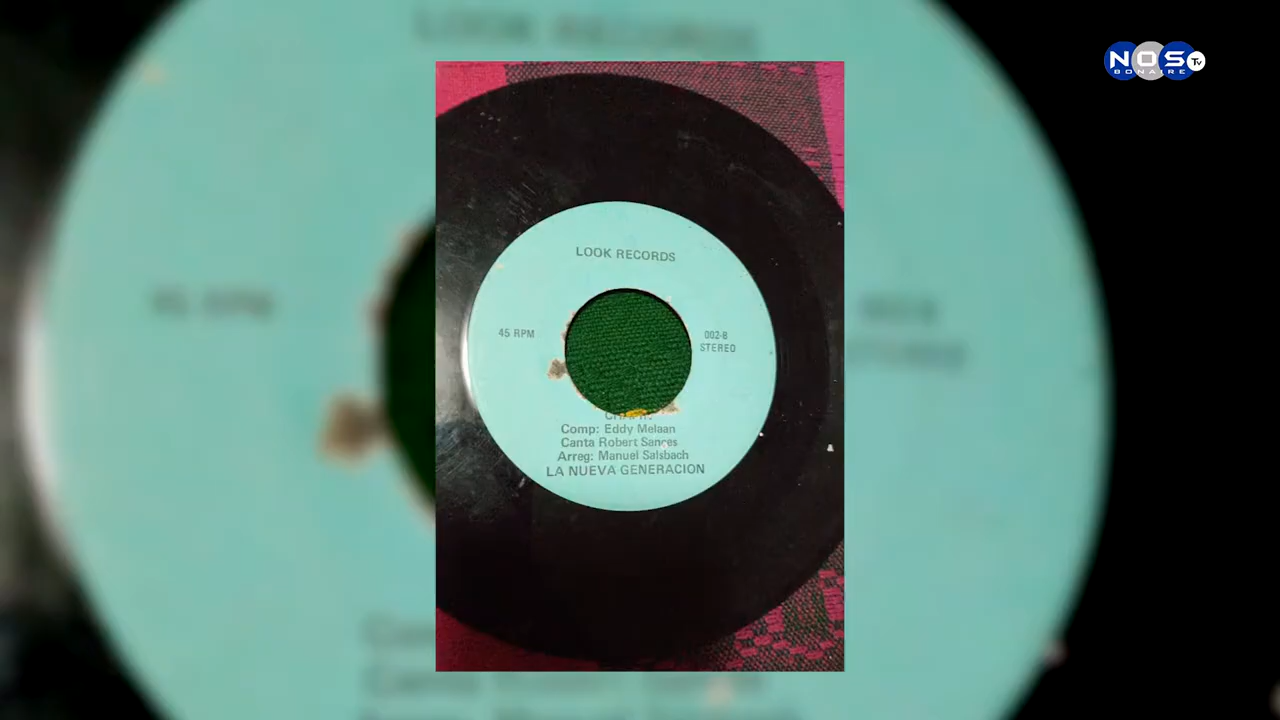 NOS TV
BONAIRE
LOOK RECORDS
45 RPM
002-B
STEREO
Comp: Eddy Melaan
Canta Robert Sances
Arreg: Manuel Salsbach
LA NUEVA GENERACION